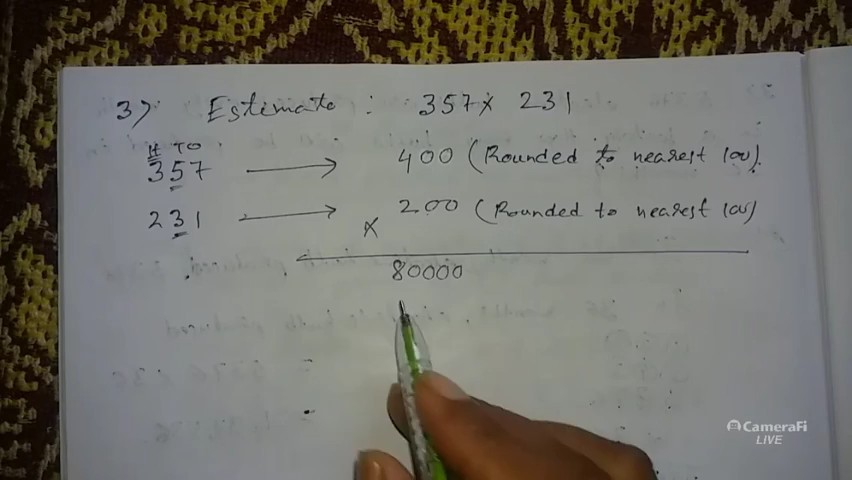 3) Estimate : 357 x 231
H T O
357 → 400 (Rounded to nearest 100).
231 → x 200 (Rounded to nearest 100)
80000
CameraFi
LIVE